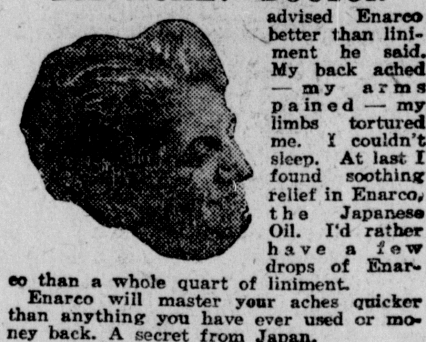 advised Enarco
better than lini-
ment he said.
My back ached
— my arms
pained — my
limbs tortured
me. I couldn't
sleep. At last I
found soothing
relief in Enarco,
the Japanese
Oil. I'd rather
have a few
drops of Enar-
co than a whole quart of liniment.
Enarco will master your aches quicker
than anything you have ever used or mo-
ney back. A secret from Japan.